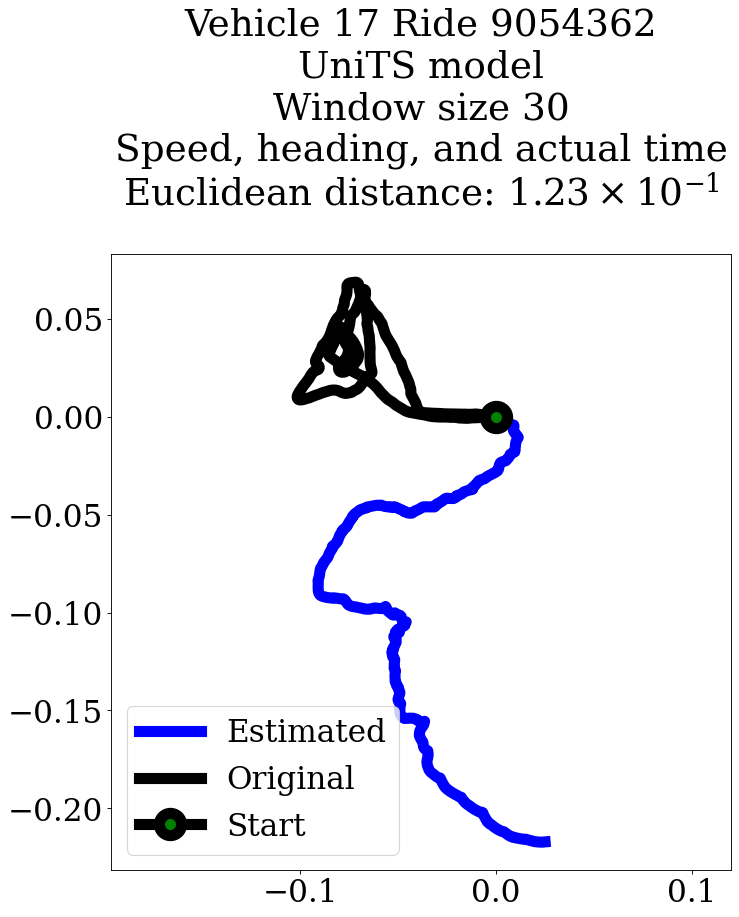 Vehicle 17 Ride 9054362
UniTS model
Window size 30
Speed, heading, and actual time
Euclidean distance: 1.23 × 10⁻¹
0.05
0.00
−0.05
−0.10
−0.15
−0.20
Estimated
Original
Start
−0.1
0.0
0.1